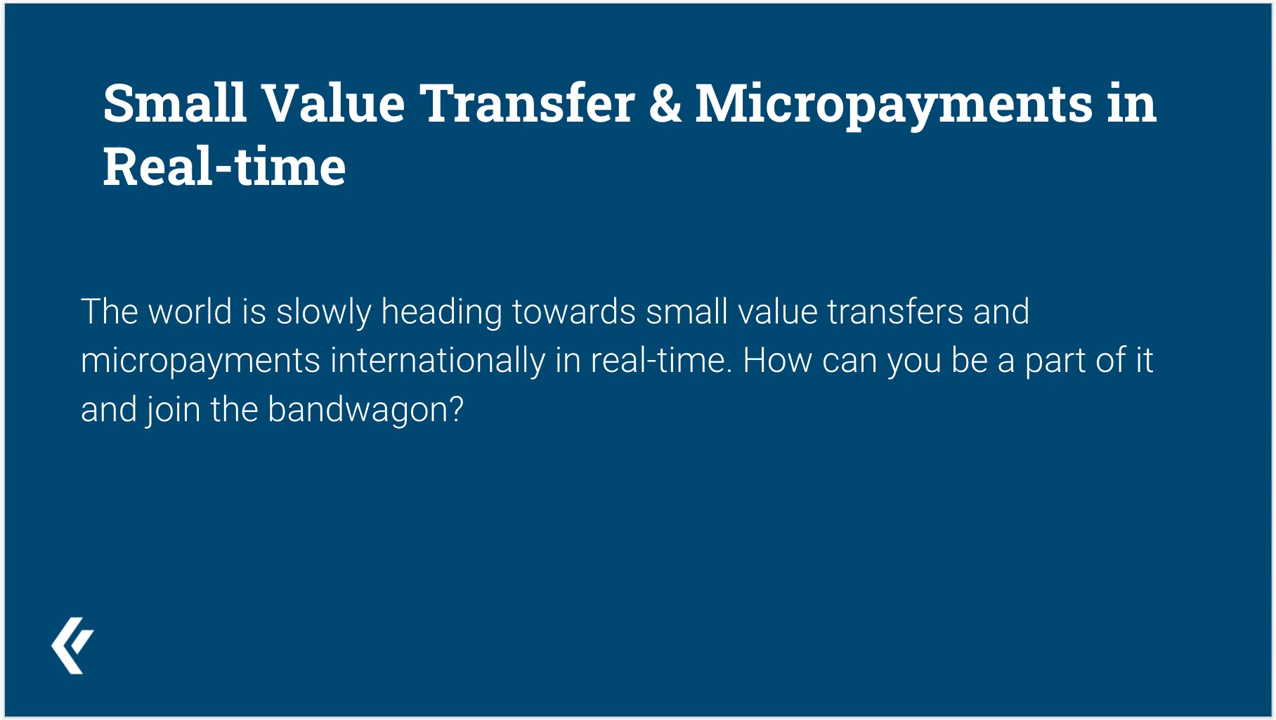 Small Value Transfer & Micropayments in
Real-time
The world is slowly heading towards small value transfers and
micropayments internationally in real-time. How can you be a part of it
and join the bandwagon?